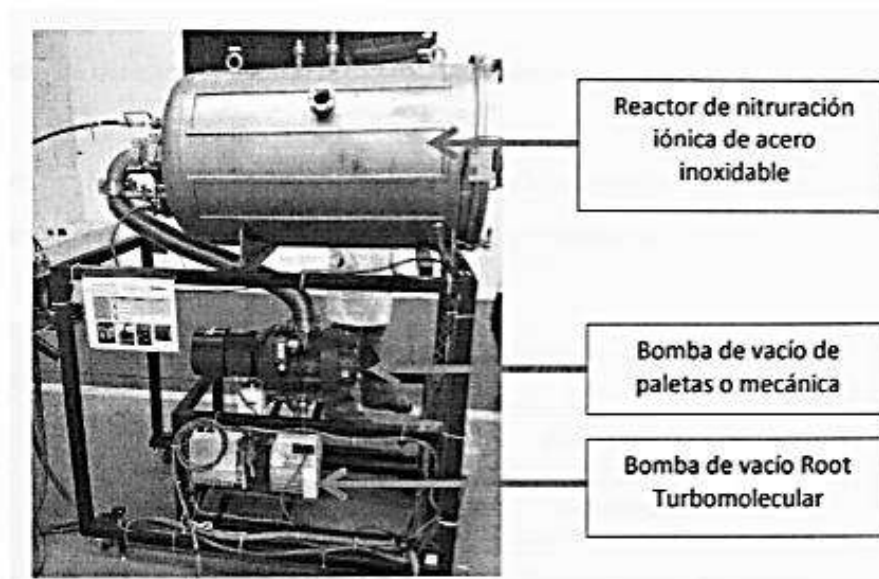 Reactor de nitruración
iónica de acero
inoxidable
Bomba de vacío de
paletas o mecánica
Bomba de vacío Root
Turbomolecular